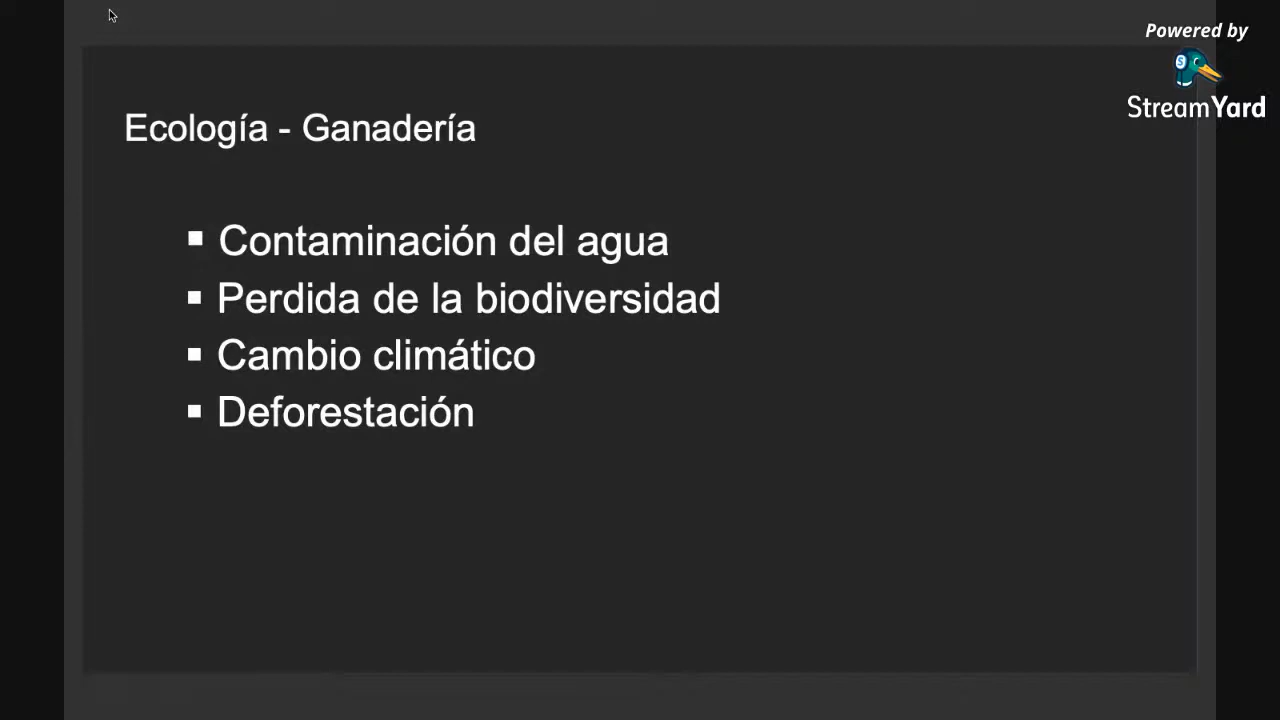 Powered by
StreamYard
Ecología - Ganadería
▪ Contaminación del agua
▪ Perdida de la biodiversidad
▪ Cambio climático
▪ Deforestación